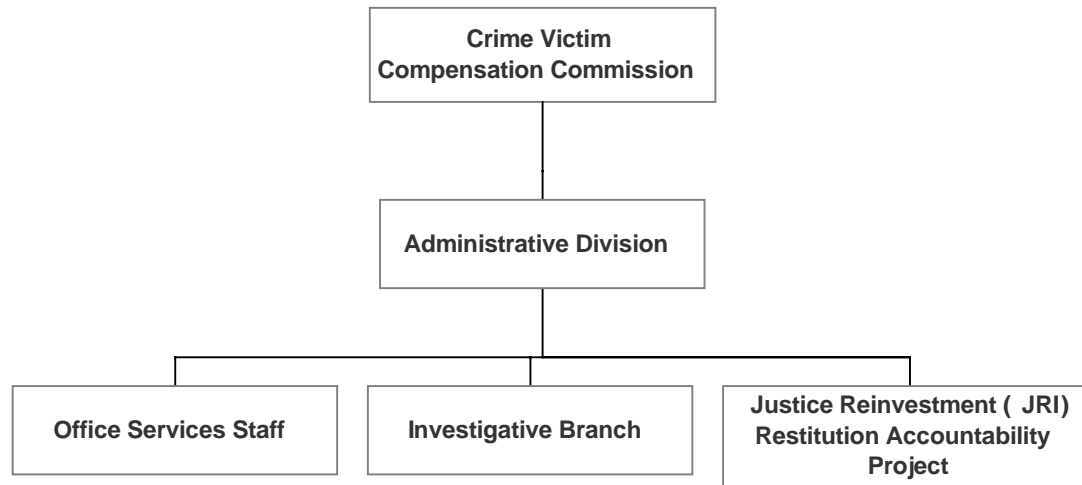 Crime Victim
Compensation Commission
Administrative Division
Office Services Staff
Investigative Branch
Justice Reinvestment ( JRI)
Restitution Accountability
Project